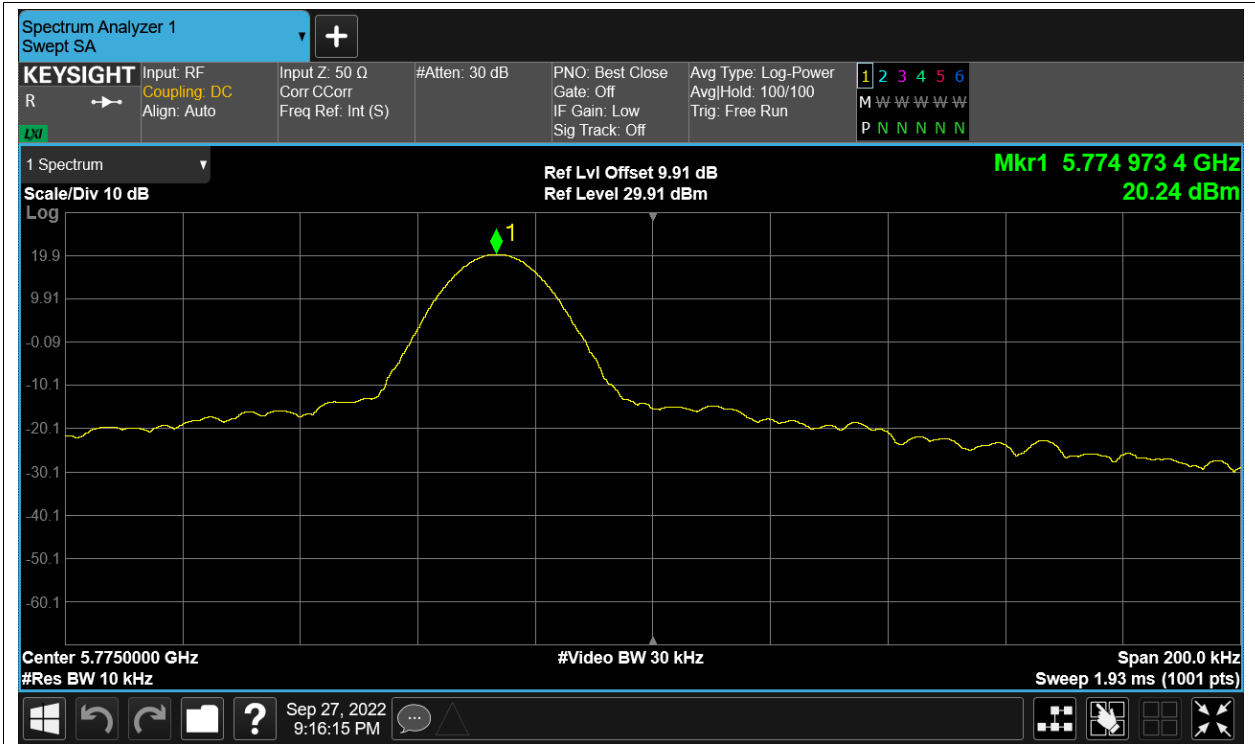 Spectrum Analyzer 1
Swept SA
KEYSIGHT
R
LXI
Input: RF
Coupling: DC
Align: Auto
Input Z: 50 Ω
Corr CCorr
Freq Ref: Int (S)
#Atten: 30 dB
PNO: Best Close
Gate: Off
IF Gain: Low
Sig Track: Off
Avg Type: Log-Power
Avg|Hold: 100/100
Trig: Free Run
1 2 3 4 5 6
M W W W W W W
P N N N N N
1 Spectrum
Scale/Div 10 dB
Log
Ref Lvl Offset 9.91 dB
Ref Level 29.91 dBm
Mkr1 5.774 973 4 GHz
20.24 dBm
1
19.9
9.91
-0.09
-10.1
-20.1
-30.1
-40.1
-50.1
-60.1
Center 5.7750000 GHz
#Res BW 10 kHz
#Video BW 30 kHz
Span 200.0 kHz
Sweep 1.93 ms (1001 pts)
?
Sep 27, 2022
9:16:15 PM